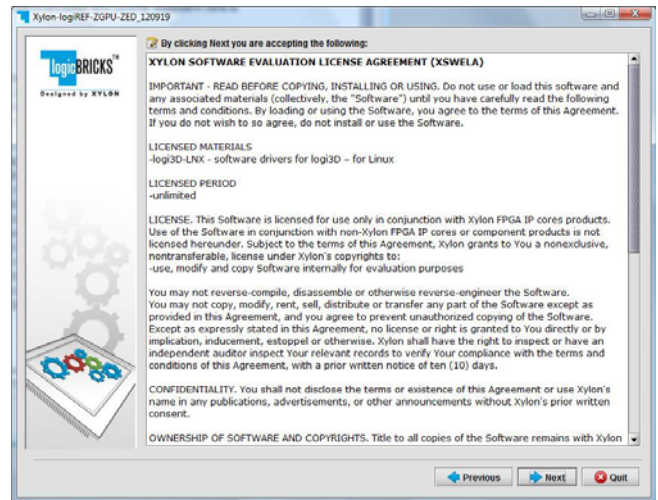 Xylon-logiREF-ZGPU-ZED_120919
logicBRICKS™
Designed by XYLON
By clicking Next you are accepting the following:
XYLON SOFTWARE EVALUATION LICENSE AGREEMENT (XSWELA)
IMPORTANT - READ BEFORE COPYING, INSTALLING OR USING. Do not use or load this software and
any associated materials (collectively, the "Software") until you have carefully read the following
terms and conditions. By loading or using the Software, you agree to the terms of this Agreement.
If you do not wish to so agree, do not install or use the Software.
LICENSED MATERIALS
-logi3D-LNX - software drivers for logi3D – for Linux
LICENSED PERIOD
-unlimited
LICENSE. This Software is licensed for use only in conjunction with Xylon FPGA IP cores products.
Use of the Software in conjunction with non-Xylon FPGA IP cores or component products is not
licensed hereunder. Subject to the terms of this Agreement, Xylon grants to You a nonexclusive,
nontransferable, license under Xylon's copyrights to:
-use, modify and copy Software internally for evaluation purposes
You may not reverse-compile, disassemble or otherwise reverse-engineer the Software.
You may not copy, modify, rent, sell, distribute or transfer any part of the Software except as
provided in this Agreement, and you agree to prevent unauthorized copying of the Software.
Except as expressly stated in this Agreement, no license or right is granted to You directly or by
implication, inducement, estoppel or otherwise. Xylon shall have the right to inspect or have an
independent auditor inspect Your relevant records to verify Your compliance with the terms and
conditions of this Agreement, with a prior written notice of ten (10) days.
CONFIDENTIALITY. You shall not disclose the terms or existence of this Agreement or use Xylon's
name in any publications, advertisements, or other announcements without Xylon's prior written
consent.
OWNERSHIP OF SOFTWARE AND COPYRIGHTS. Title to all copies of the Software remains with Xylon
Previous
Next
Quit